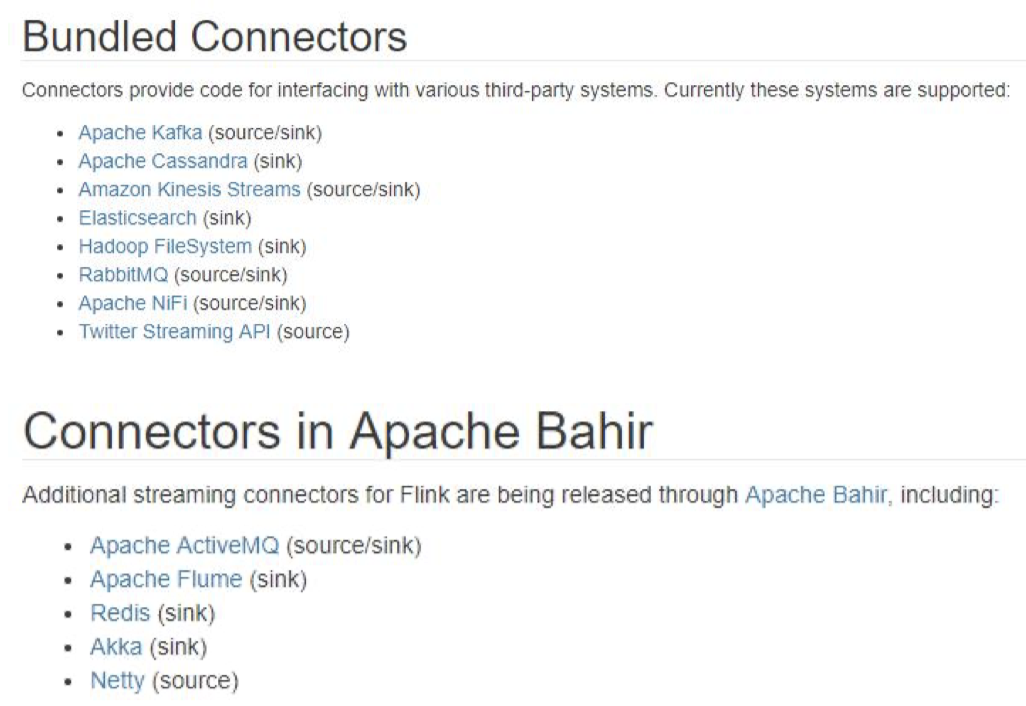 Bundled Connectors
Connectors provide code for interfacing with various third-party systems. Currently these systems are supported:
• Apache Kafka (source/sink)
• Apache Cassandra (sink)
• Amazon Kinesis Streams (source/sink)
• Elasticsearch (sink)
• Hadoop FileSystem (sink)
• RabbitMQ (source/sink)
• Apache NiFi (source/sink)
• Twitter Streaming API (source)
Connectors in Apache Bahir
Additional streaming connectors for Flink are being released through Apache Bahir, including:
• Apache ActiveMQ (source/sink)
• Apache Flume (sink)
• Redis (sink)
• Akka (sink)
• Netty (source)